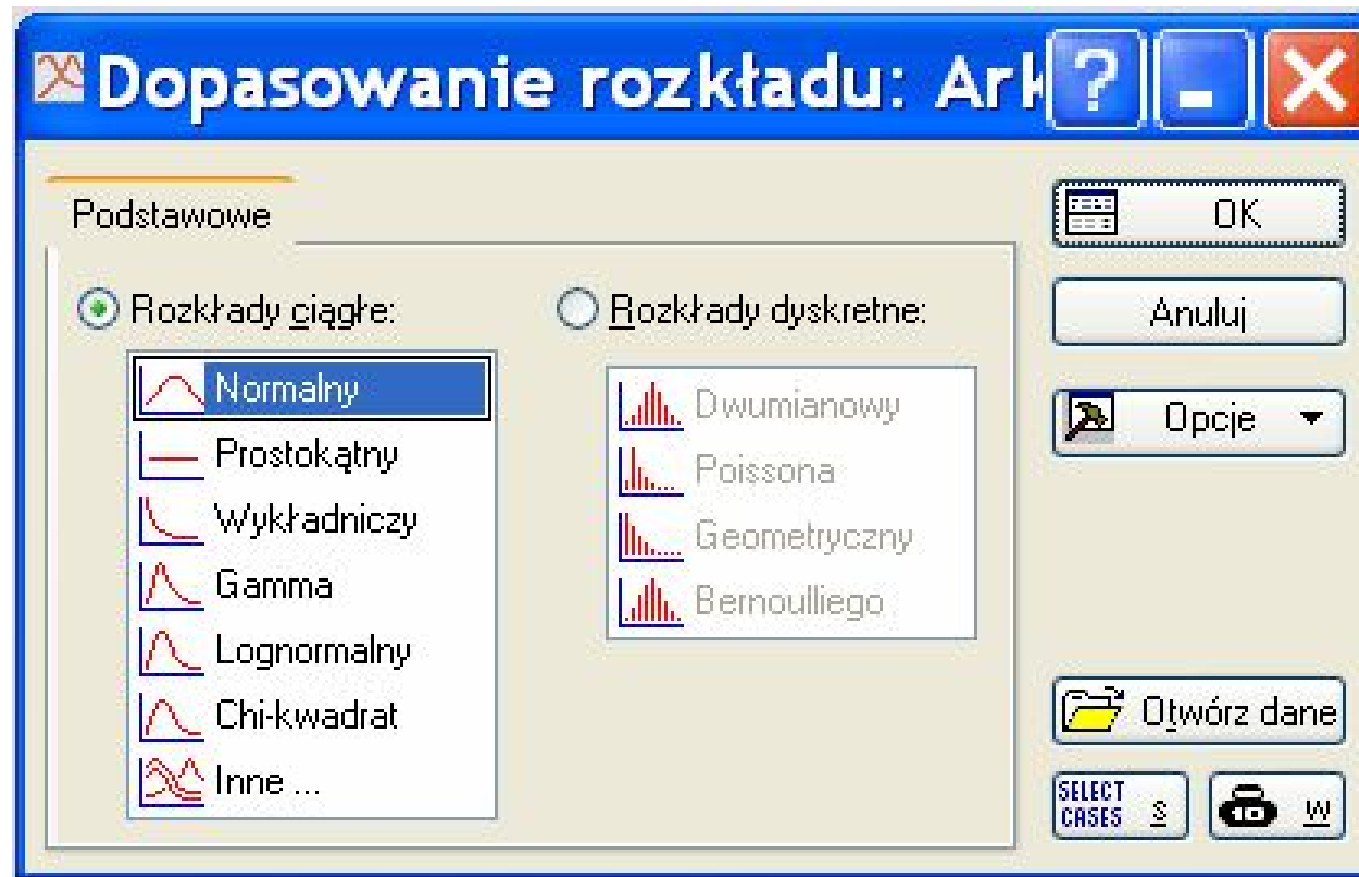 Dopasowanie rozkładu: Ark
Podstawowe
Rozkłady ciągłe:
Normalny
Prostokątny
Wykładniczy
Gamma
Lognormalny
Chi-kwadrat
Inne ...
Rozkłady dyskretne:
Dwumianowy
Poissona
Geometryczny
Bernoulliego
OK
Anuluj
Opcje
Otwórz dane
SELECT CASES S
W